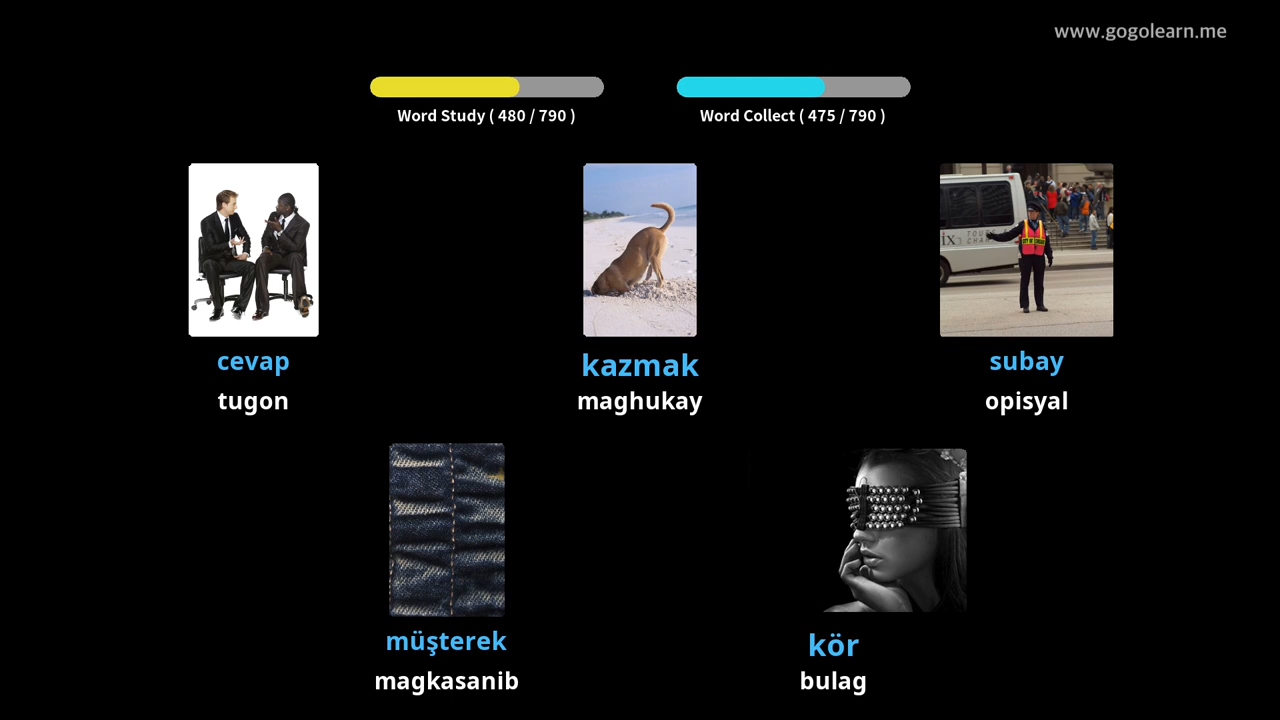 www.gogolearn.me
Word Study ( 480 / 790 )
Word Collect ( 475 / 790 )
cevap
tugon
kazmak
maghukay
subay
opisyal
müşterek
magkasanib
kör
bulag